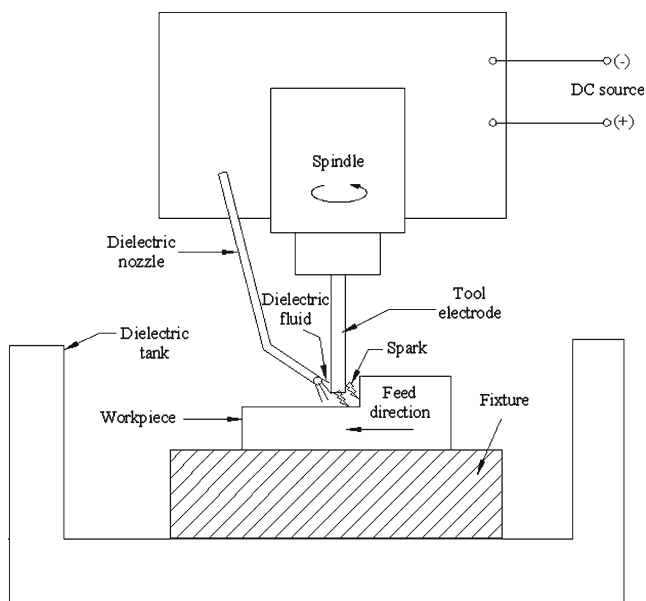 (-)
DC source
(+)
Spindle
Dielectric
nozzle
Dielectric
fluid
Tool
electrode
Dielectric
tank
Spark
Feed
direction
Fixture
Workpiece